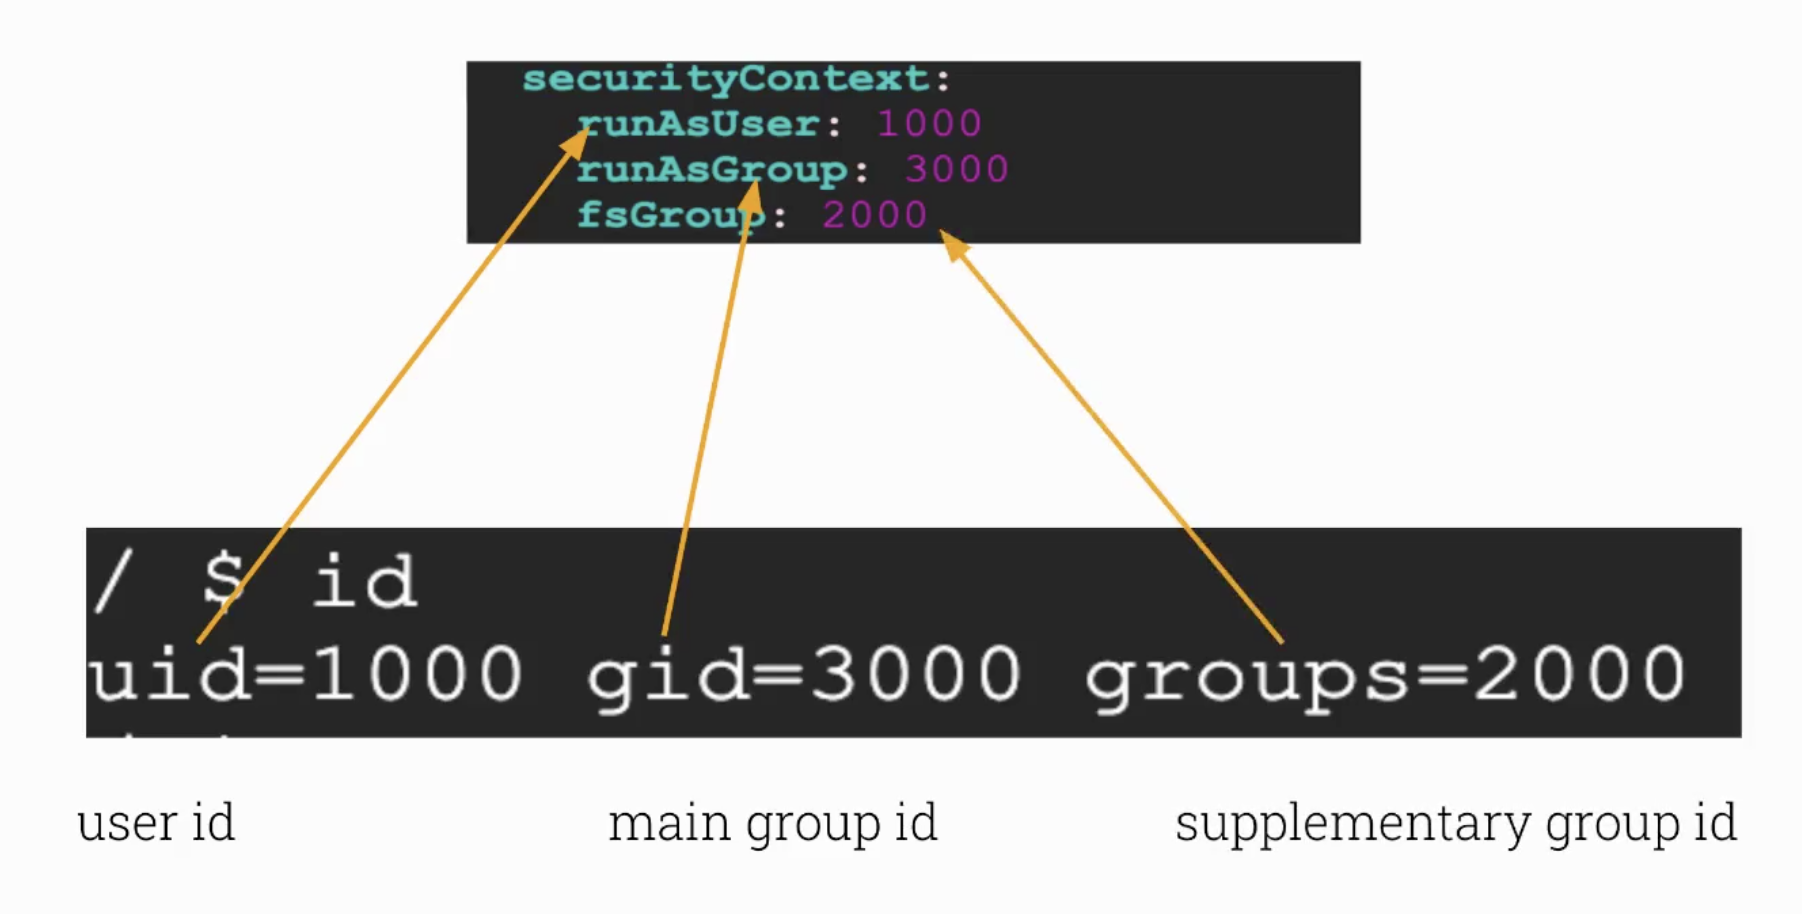 securityContext:
runAsUser: 1000
runAsGroup: 3000
fsGroup: 2000
/ $ id
uid=1000 gid=3000 groups=2000
user id
main group id
supplementary group id